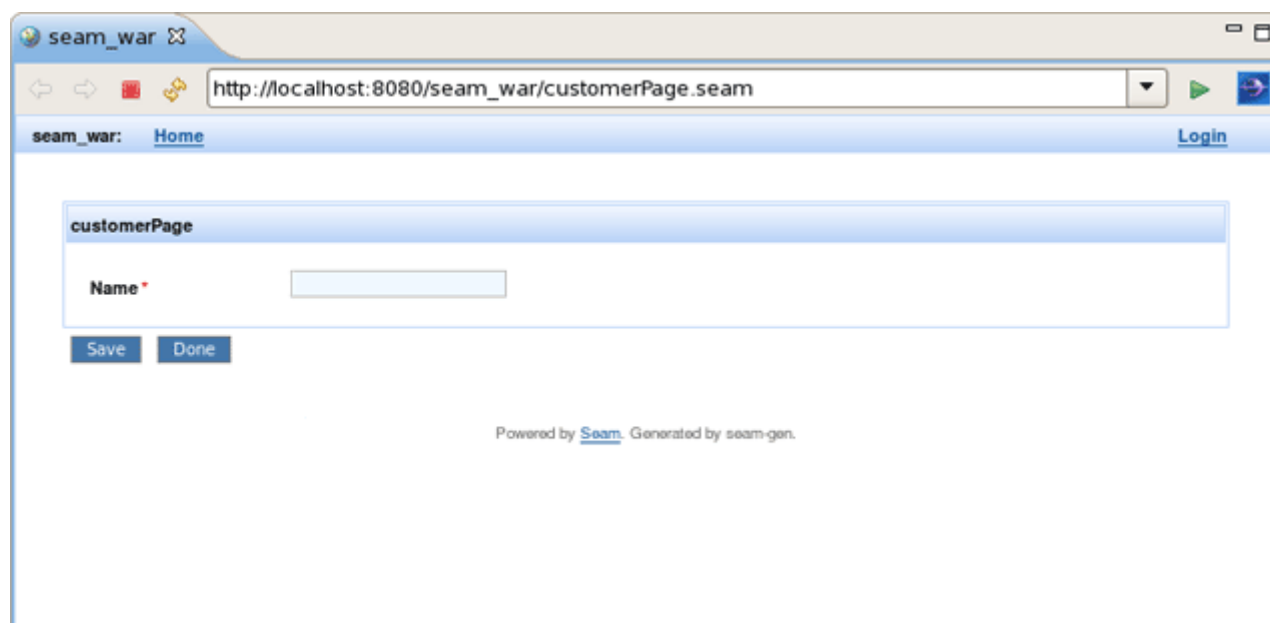 seam_war
http://localhost:8080/seam_war/customerPage.seam
seam_war: Home Login
customerPage
Name*
Save Done
Powered by Seam. Generated by seam-gen.